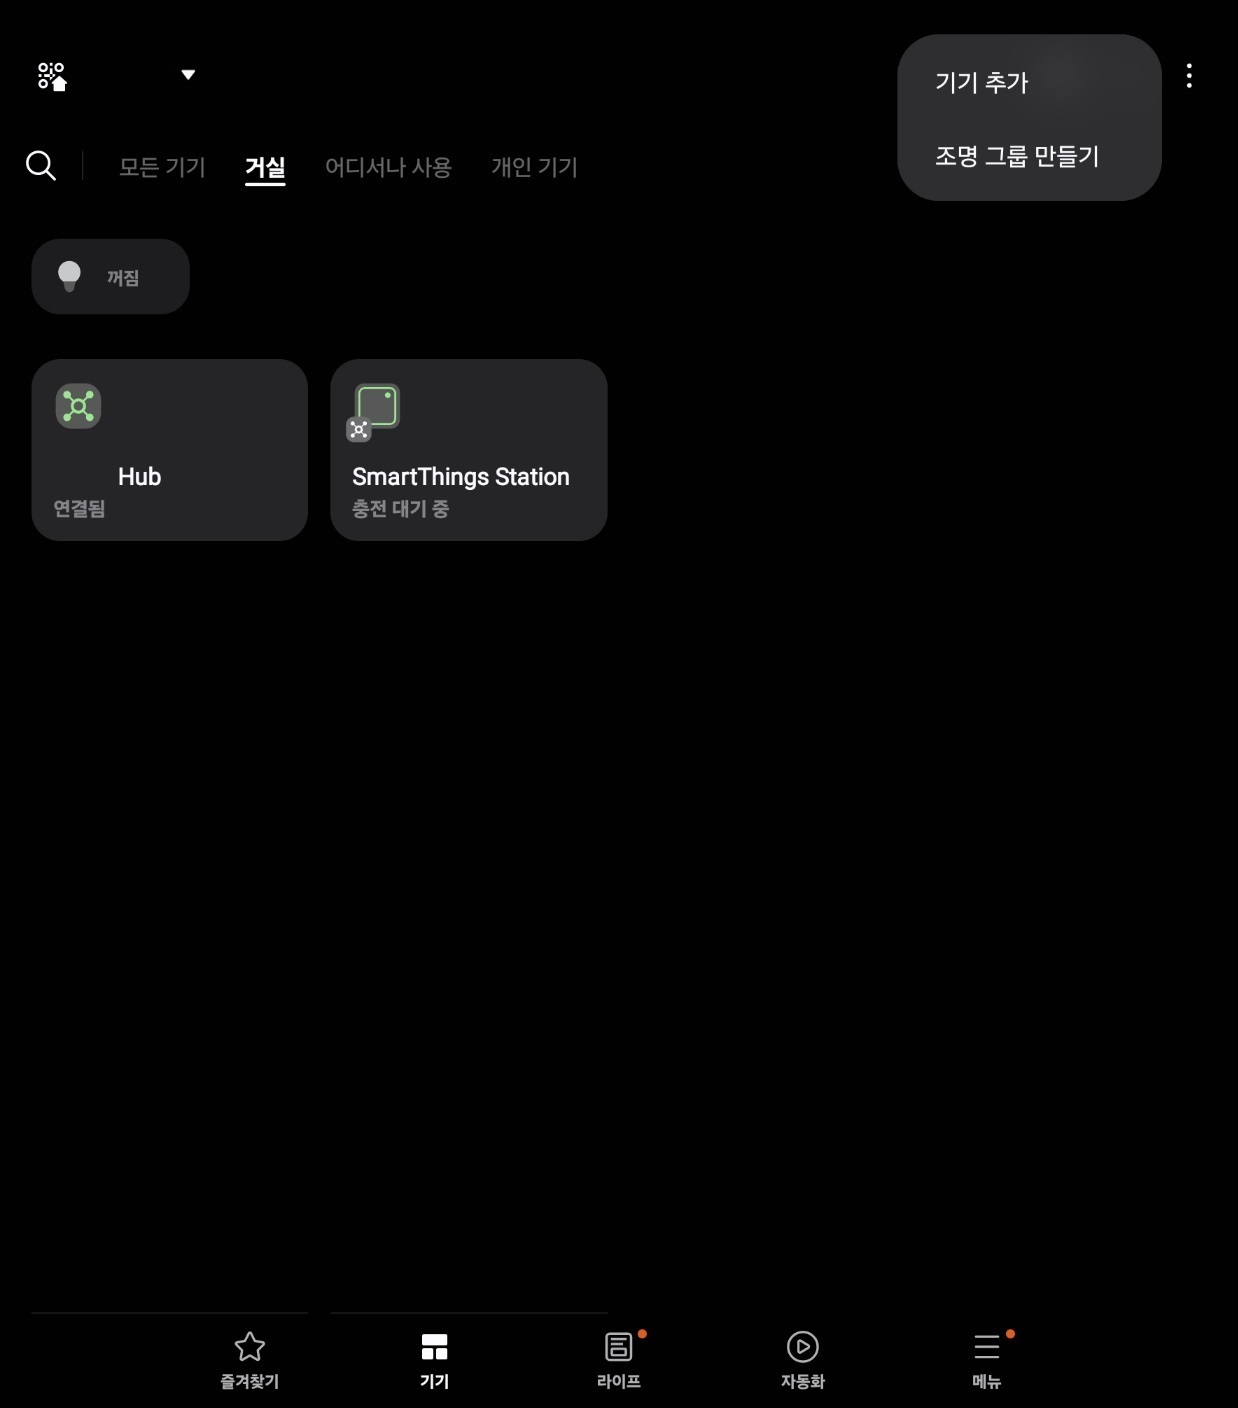 기기 추가
조명 그룹 만들기
모든 기기
거실
어디서나 사용
개인 기기
꺼짐
Hub
연결됨
SmartThings Station
충전 대기 중
즐겨찾기
기기
라이프
자동화
메뉴